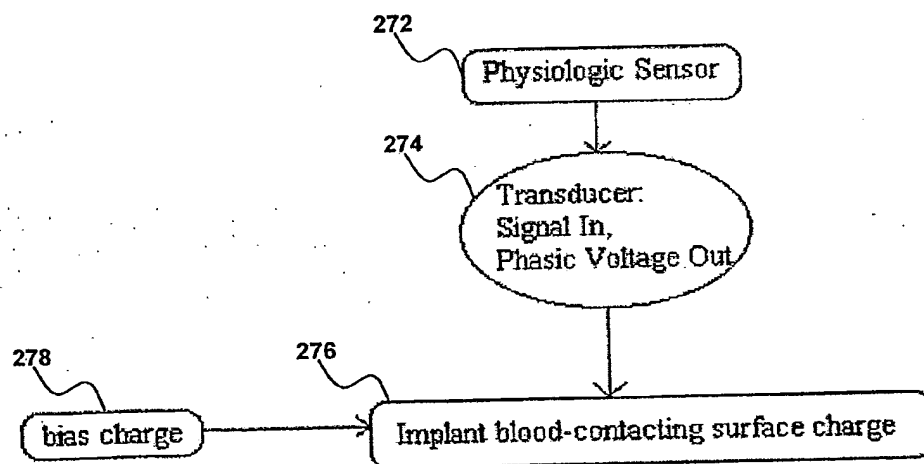 272
Physiologic Sensor
274
Transducer:
Signal In,
Phasic Voltage Out
278
276
bias charge
Implant blood-contacting surface charge